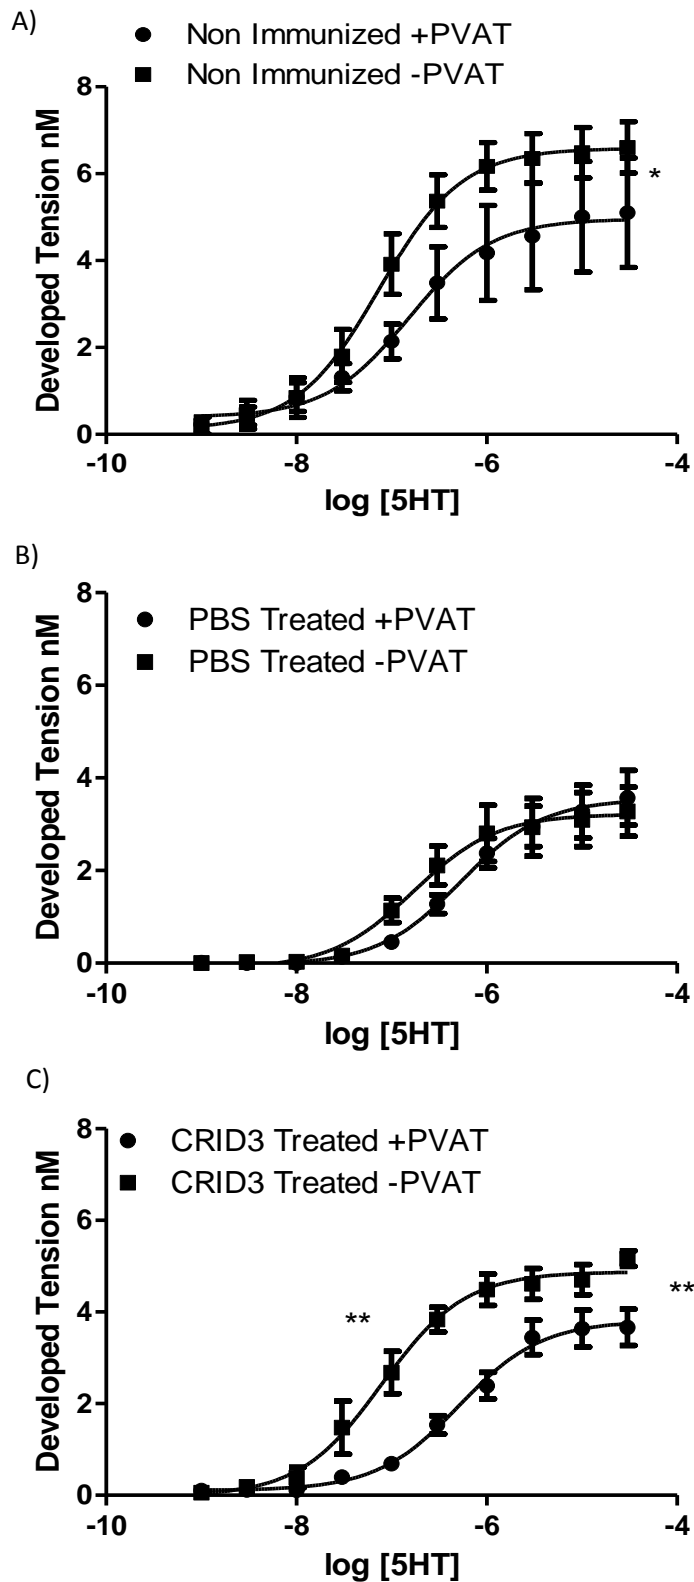 A)
Non Immunized +PVAT
Non Immunized -PVAT
Developed Tension nM
8
6
4
2
0
*
-10
-8
-6
-4
log [5HT]
B)
PBS Treated +PVAT
PBS Treated -PVAT
Developed Tension nM
8
6
4
2
0
-10
-8
-6
-4
log [5HT]
C)
CRID3 Treated +PVAT
CRID3 Treated -PVAT
Developed Tension nM
8
6
4
2
0
**
**
-10
-8
-6
-4
log [5HT]